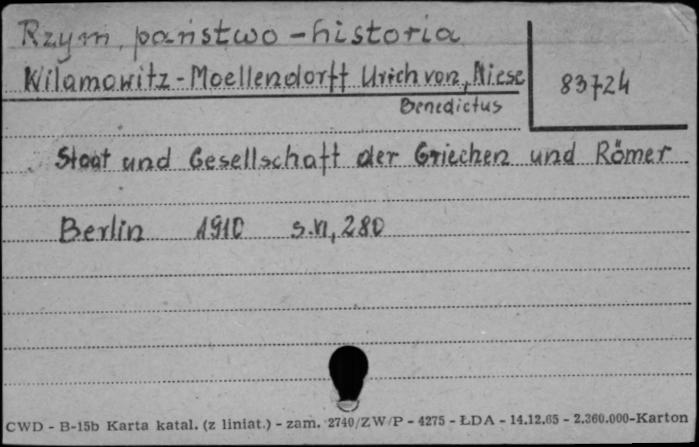 Rzym, państwo - historia
Wilamowitz-Moellendorff Urich von, Niese
Benedictus
83724
Staat und Gesellschaft der Griechen und Römer
Berlin 1910 s. VI, 280
CWD - B-15b Karta katal. (z liniat.) - zam. 2740/ZW/P - 4275 - ŁDA - 14.12.65 - 2.360.000-Karton